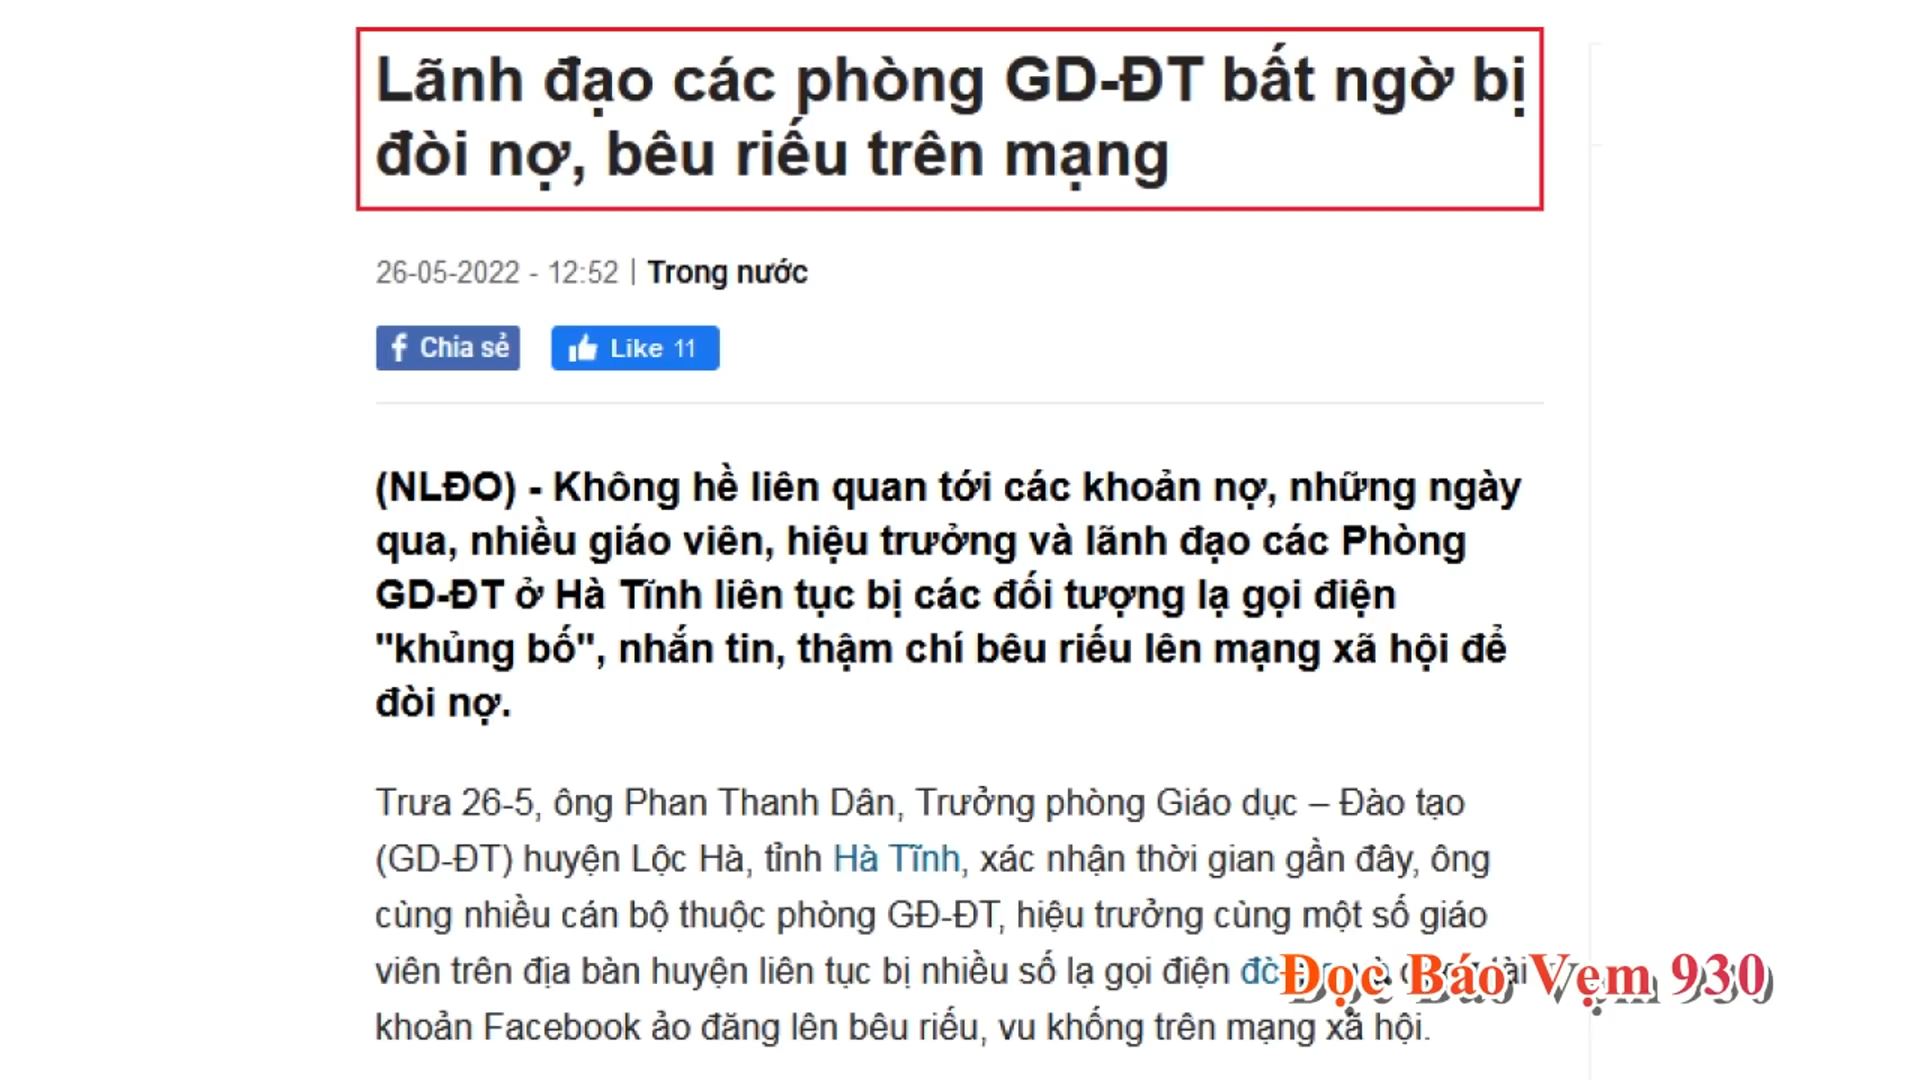 Lãnh đạo các phòng GD-ĐT bất ngờ bị
đòi nợ, bêu riếu trên mạng
26-05-2022 - 12:52 | Trong nước
Chia sẻ Like 11
(NLĐO) - Không hề liên quan tới các khoản nợ, những ngày
qua, nhiều giáo viên, hiệu trưởng và lãnh đạo các Phòng
GD-ĐT ở Hà Tĩnh liên tục bị các đối tượng lạ gọi điện
"khủng bố", nhắn tin, thậm chí bêu riếu lên mạng xã hội để
đòi nợ.
Trưa 26-5, ông Phan Thanh Dân, Trưởng phòng Giáo dục – Đào tạo
(GD-ĐT) huyện Lộc Hà, tỉnh Hà Tĩnh, xác nhận thời gian gần đây, ông
cùng nhiều cán bộ thuộc phòng GĐ-ĐT, hiệu trưởng cùng một số giáo
viên trên địa bàn huyện liên tục bị nhiều số lạ gọi điện
Đọc Báo Vẹm 930
khoản Facebook ảo đăng lên bêu riếu, vu khống trên mạng xã hội.